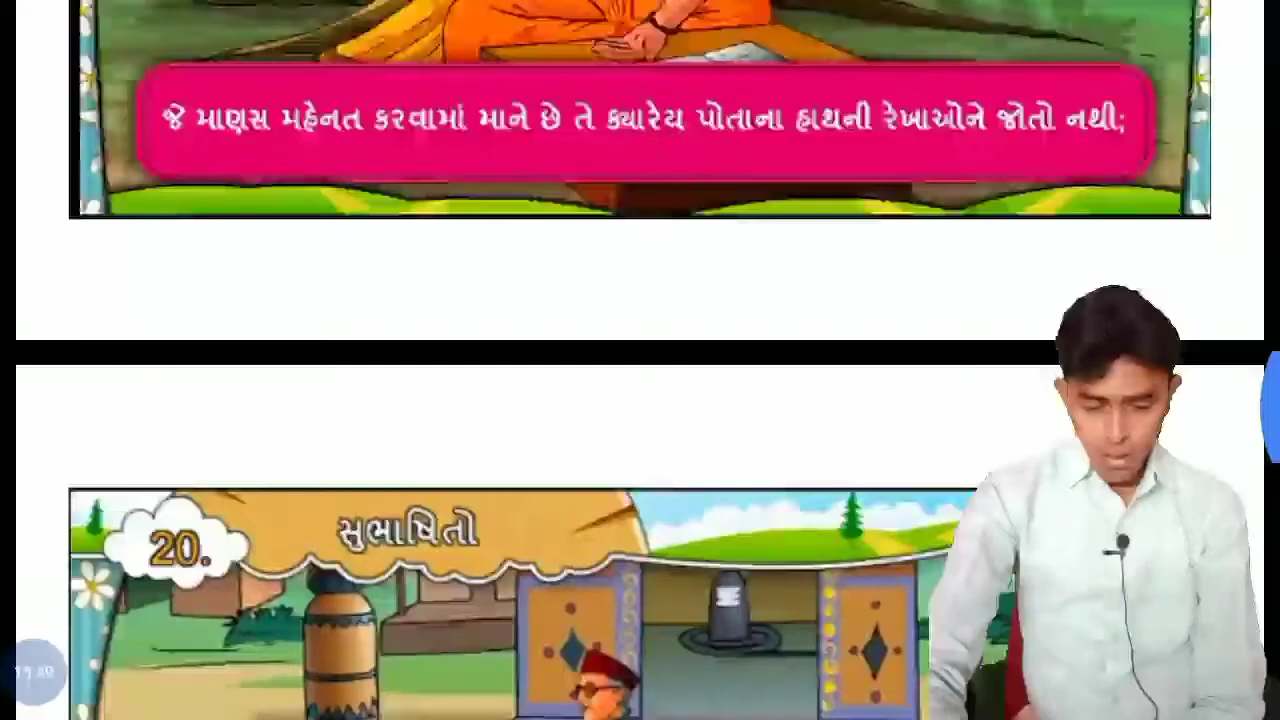 જે માણસ મહેનત કરવામાં માને છે તે ક્યારેય પોતાના હાથની રેખાઓને જોતો નથી;
20.
સુભાષિતો